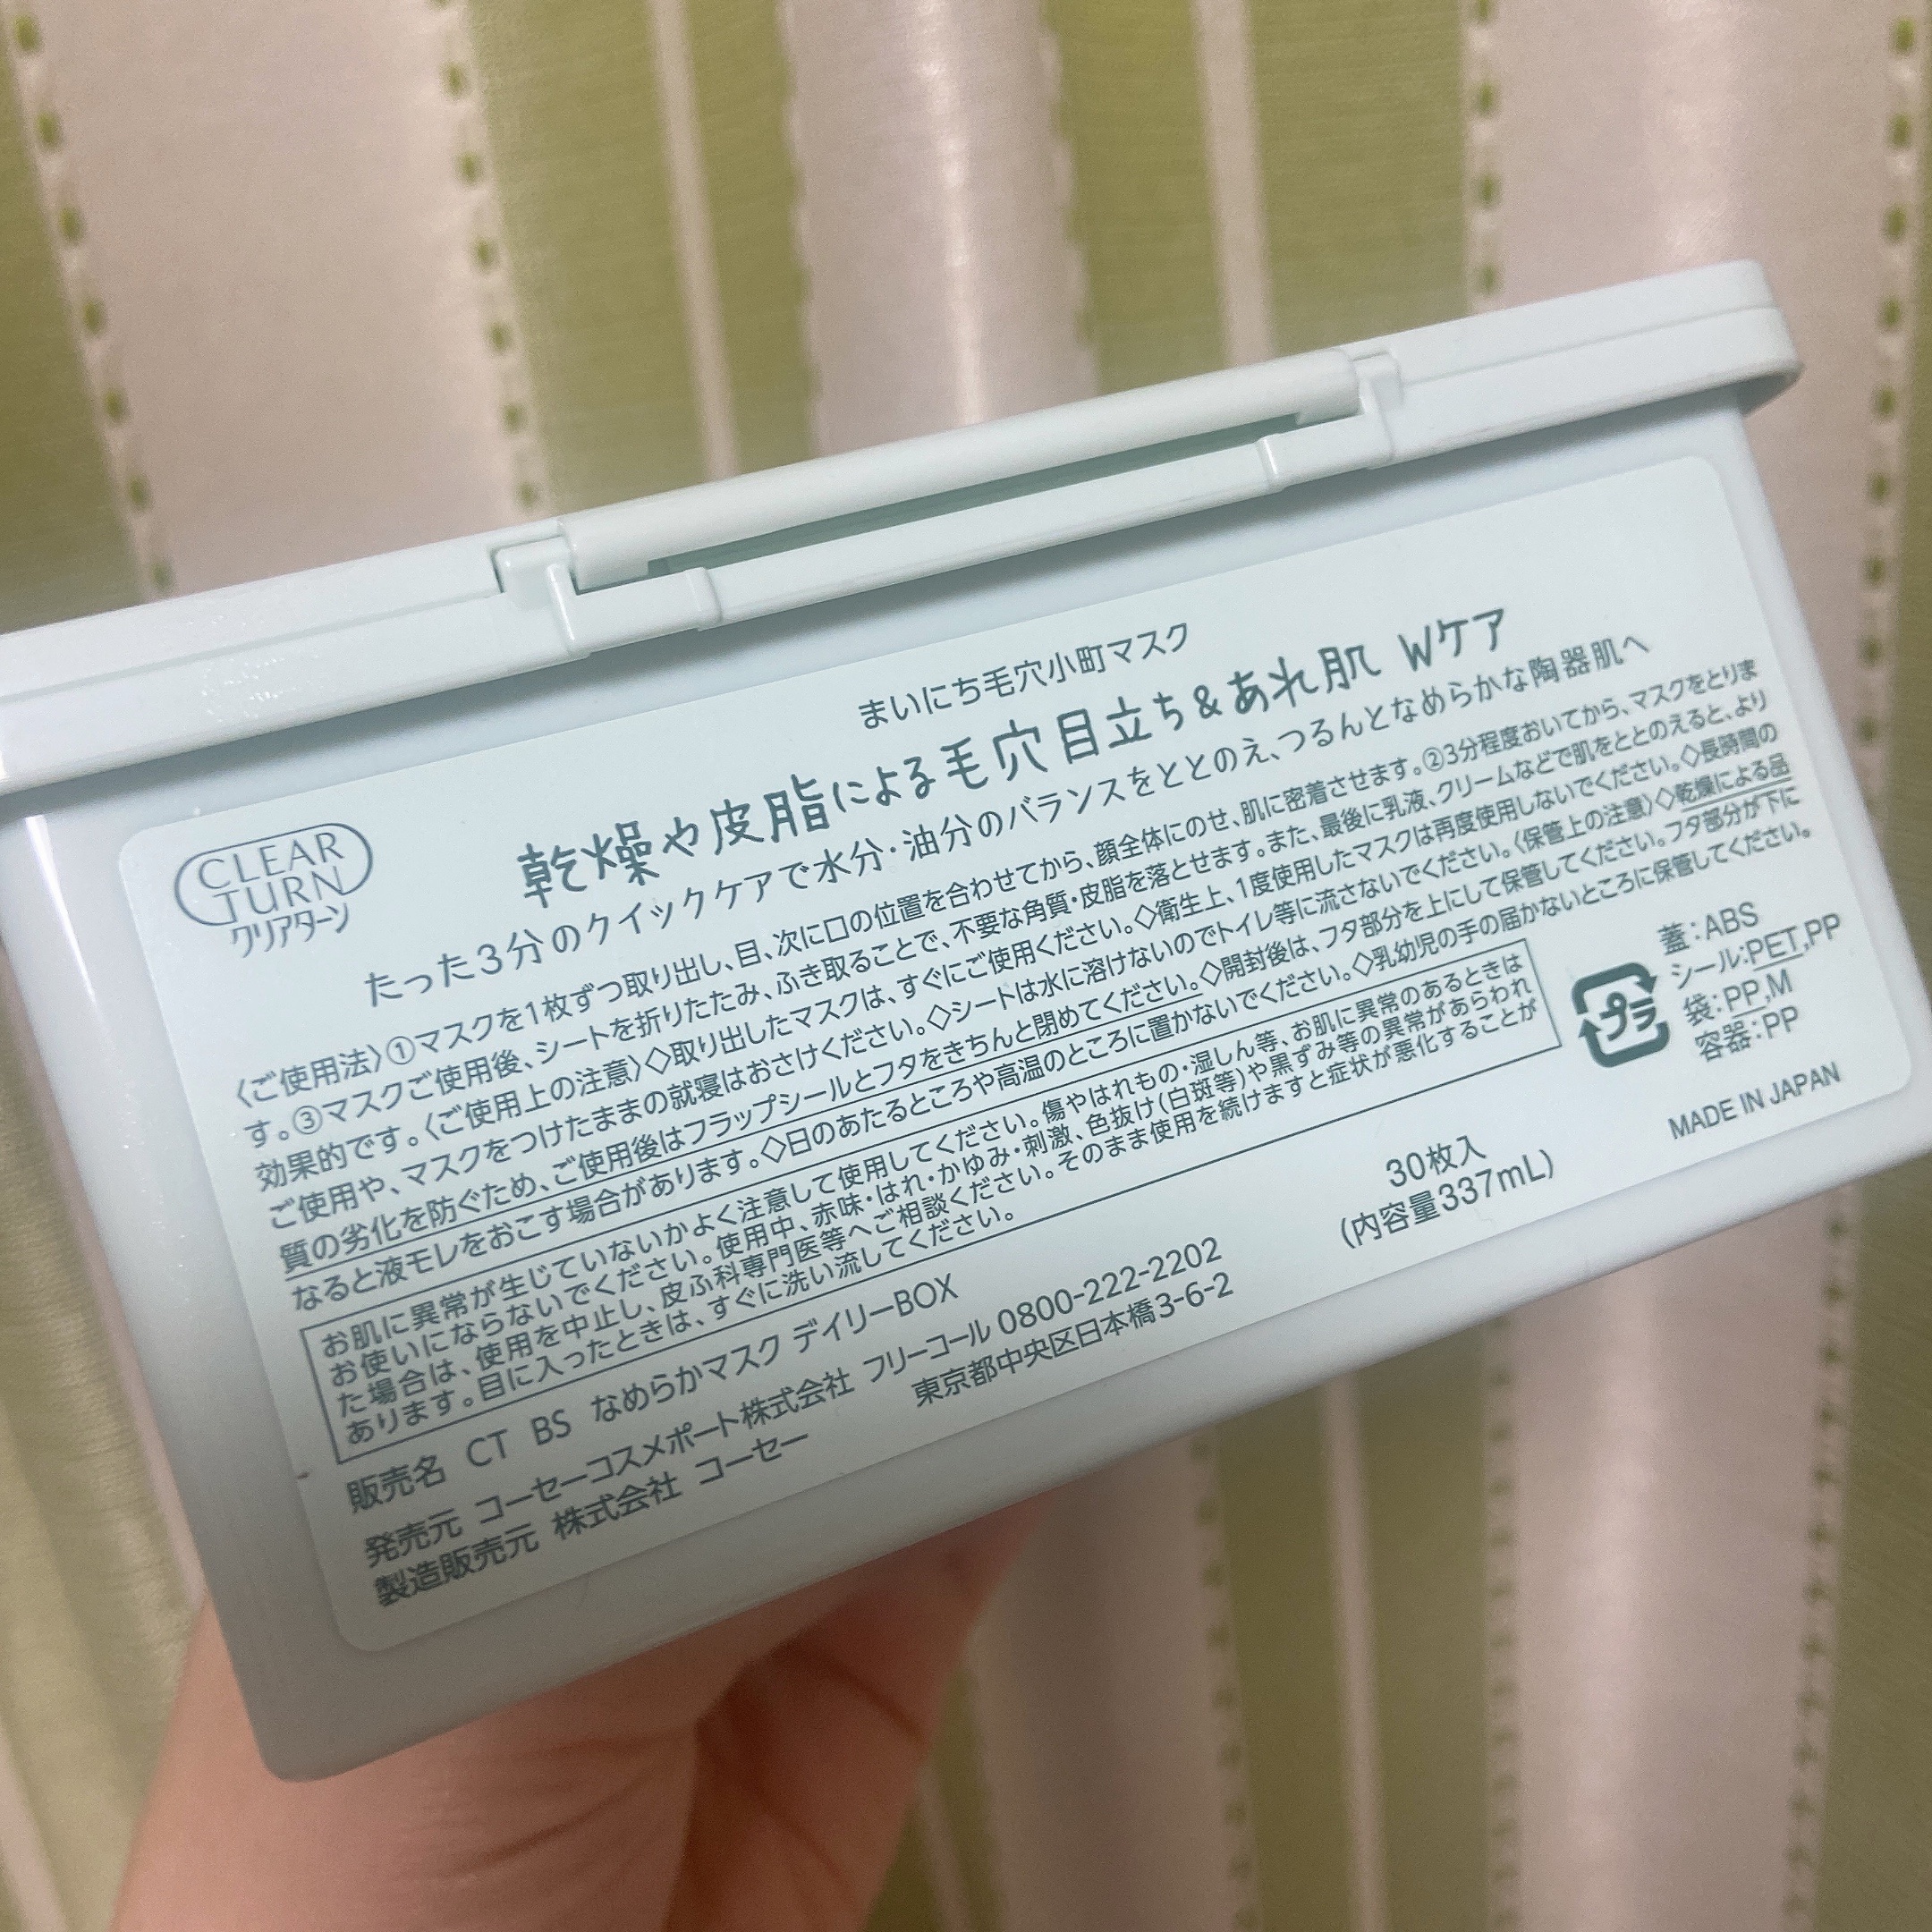 まいにち毛穴小町マスク
CLEAR
TURN
クリアターン
乾燥や皮脂による毛穴目立ち&あれ肌 Wケア
たった3分のクイックケアで水分・油分のバランスをととのえ、つるんとなめらかな陶器肌へ
〈ご使用法〉①マスクを1枚ずつ取り出し、目、次に口の位置を合わせてから、顔全体にのせ、肌に密着させます。②3分程度おいてから、マスクをとりま
す。③マスクご使用後、シートを折りたたみ、ふき取ることで、不要な角質・皮脂を落とせます。また、最後に乳液、クリームなどで肌をととのえると、より
効果的です。〈ご使用上の注意〉◇取り出したマスクは、すぐにご使用ください。◇衛生上、1度使用したマスクは再度使用しないでください。◇長時間の
ご使用や、マスクをつけたままの就寝はおさけください。◇シートは水に溶けないのでトイレ等に流さないでください。〈保管上の注意〉◇乾燥による品
質の劣化を防ぐため、ご使用後はフラップシールとフタをきちんと閉めてください。◇開封後は、フタ部分を上にして保管してください。フタ部分が下に
なると液モレをおこす場合があります。◇日のあたるところや高温のところに置かないでください。◇乳幼児の手の届かないところに保管してください。
お肌に異常が生じていないかよく注意して使用してください。傷やはれもの・湿しん等、お肌に異常のあるときは
お使いにならないでください。使用中、赤味・はれ・かゆみ・刺激、色抜け(白斑等)や黒ずみ等の異常があらわれ
た場合は、使用を中止し、皮ふ科専門医等へご相談ください。そのまま使用を続けますと症状が悪化することが
あります。目に入ったときは、すぐに洗い流してください。
プラ
蓋:ABS
シール:PET,PP
袋:PP,M
容器:PP
MADE IN JAPAN
販売名 CT BS なめらかマスク デイリーBOX
発売元 コーセーコスメポート株式会社 フリーコール 0800-222-2202
製造販売元 株式会社 コーセー 東京都中央区日本橋3-6-2
30枚入
(内容量337mL)